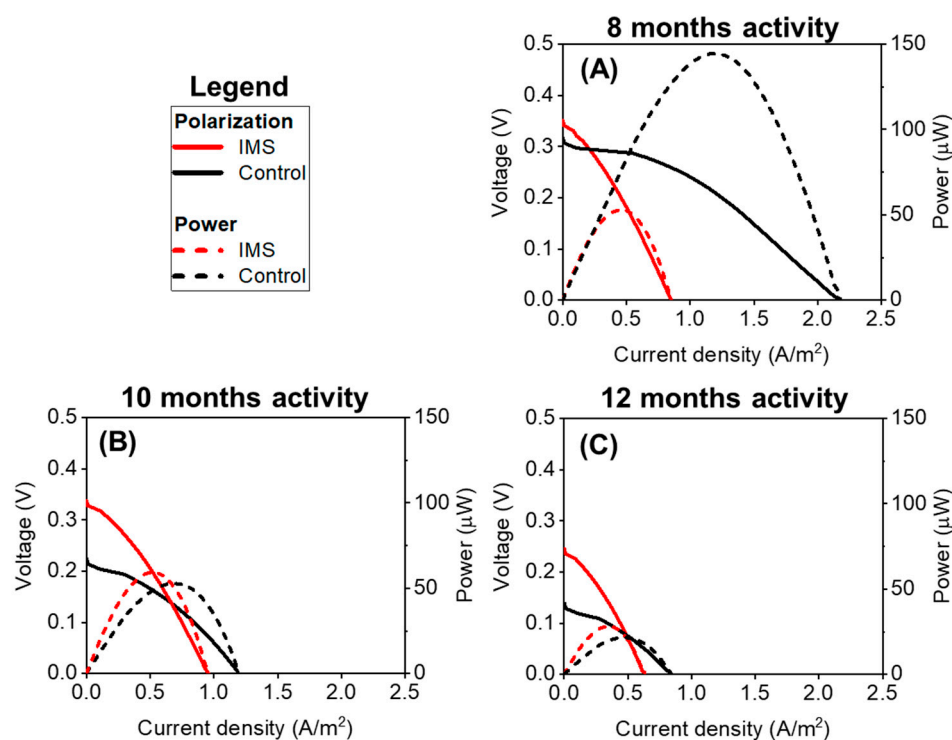 Legend
Polarization
IMS
Control
Power
IMS
Control
8 months activity
(A)
Voltage (V)
0.5
0.4
0.3
0.2
0.1
0.0
150
100
50
0
Power (μW)
0.0 0.5 1.0 1.5 2.0 2.5
Current density (A/m²)
10 months activity
(B)
Voltage (V)
0.5
0.4
0.3
0.2
0.1
0.0
150
100
50
0
Power (μW)
0.0 0.5 1.0 1.5 2.0 2.5
Current density (A/m²)
12 months activity
(C)
Voltage (V)
0.5
0.4
0.3
0.2
0.1
0.0
150
100
50
0
Power (μW)
0.0 0.5 1.0 1.5 2.0 2.5
Current density (A/m²)